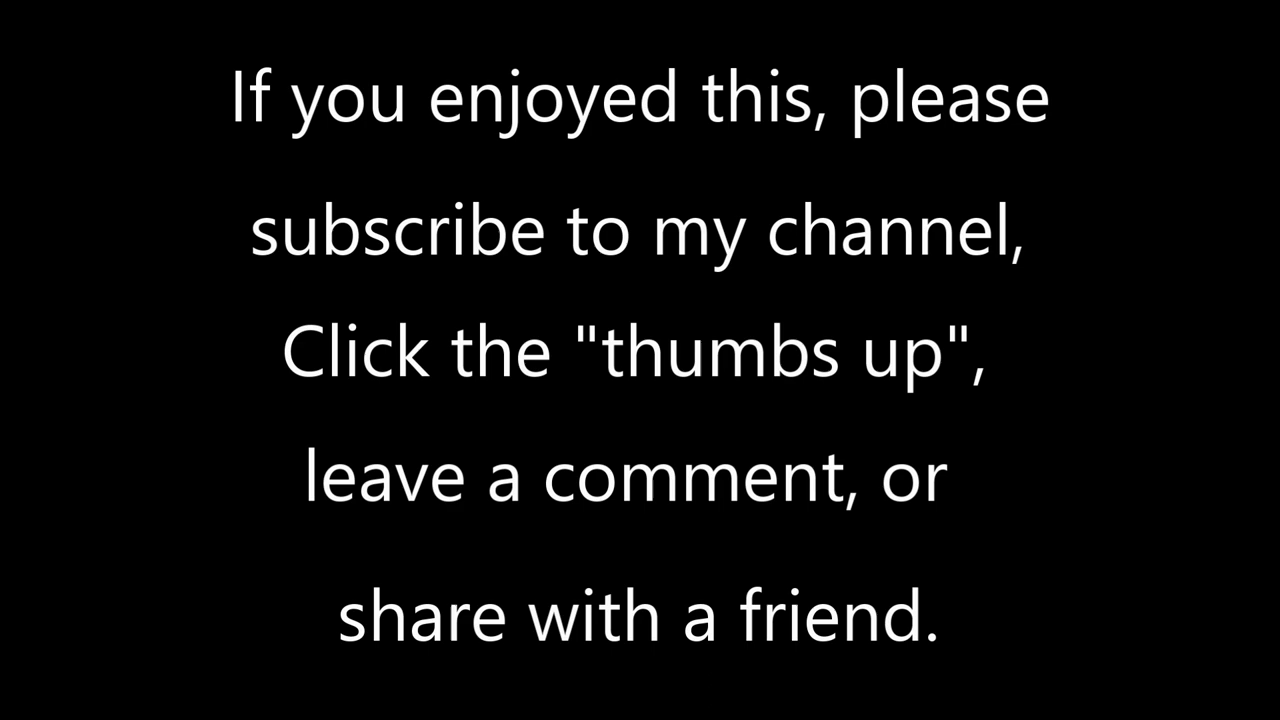 If you enjoyed this, please
subscribe to my channel,
Click the "thumbs up",
leave a comment, or
share with a friend.